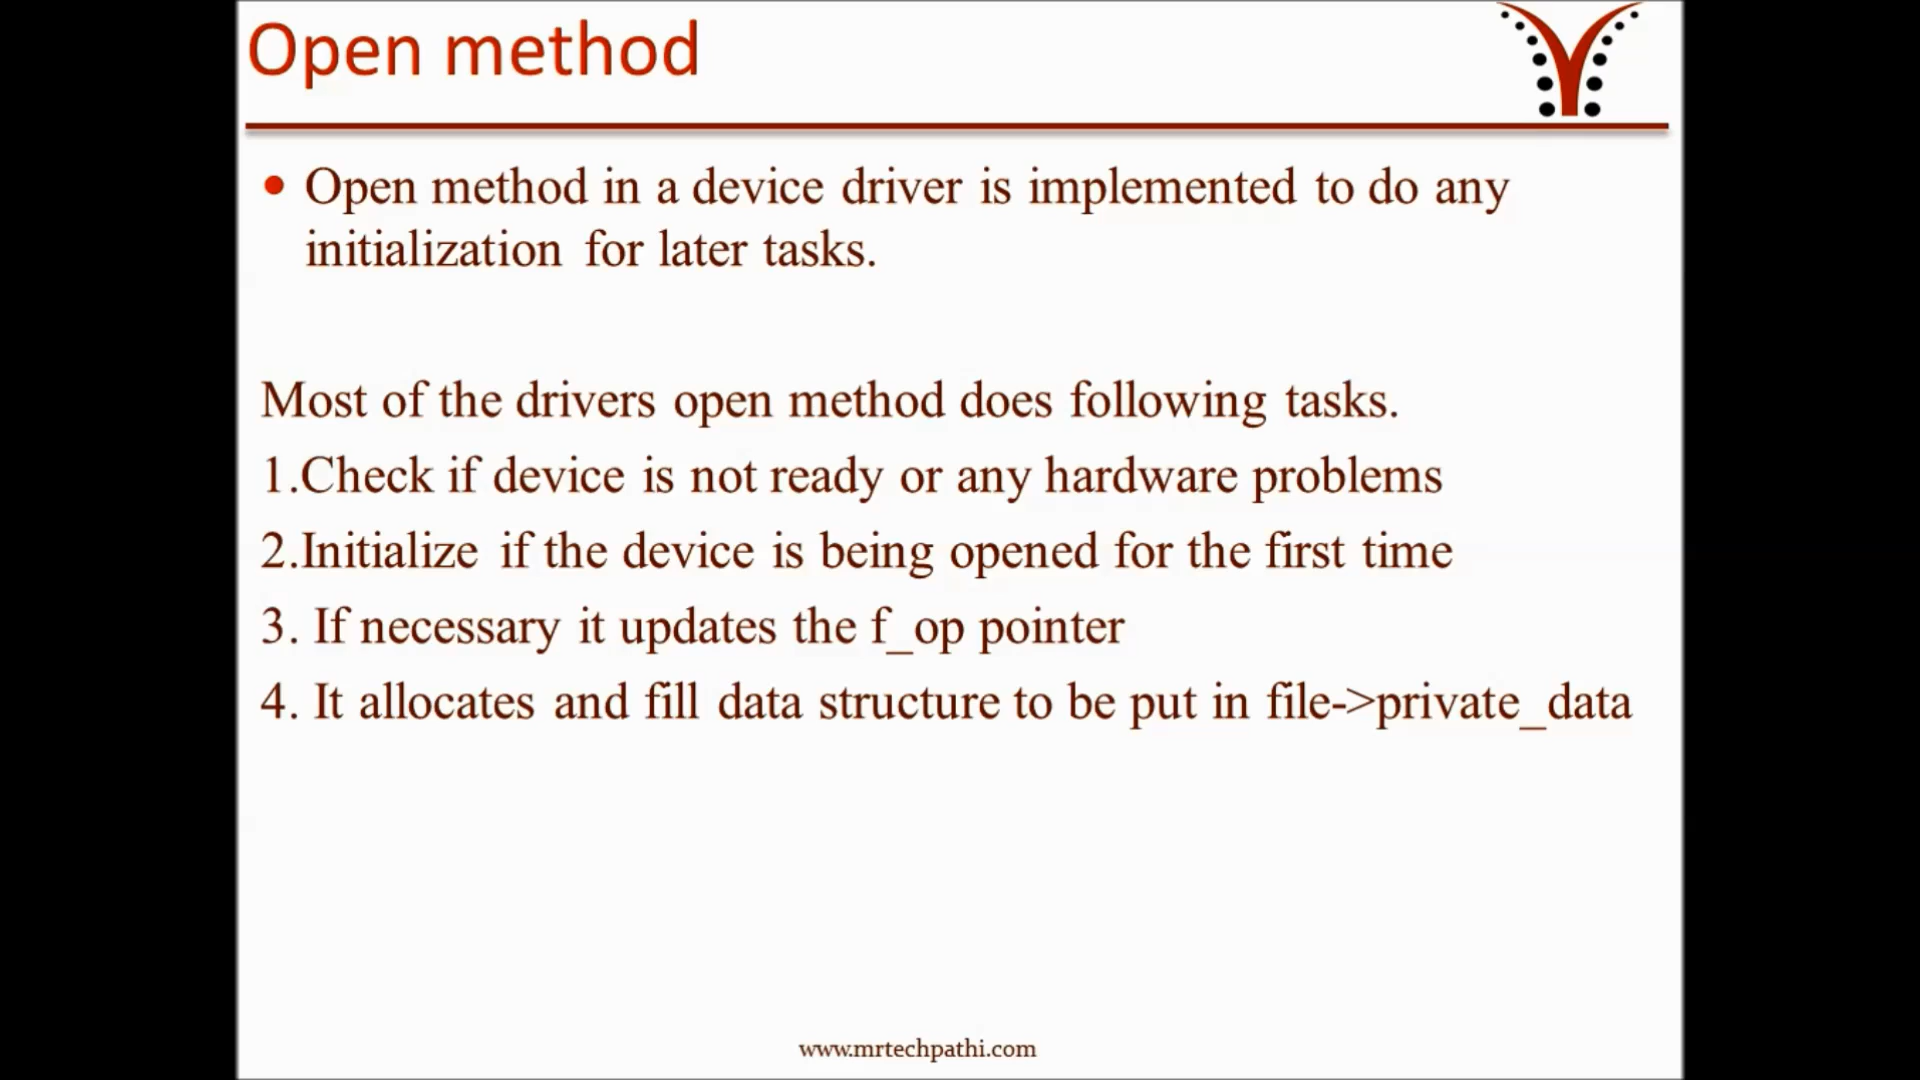 Open method
• Open method in a device driver is implemented to do any
initialization for later tasks.
Most of the drivers open method does following tasks.
1.Check if device is not ready or any hardware problems
2.Initialize if the device is being opened for the first time
3. If necessary it updates the f_op pointer
4. It allocates and fill data structure to be put in file->private_data
www.mrtechpathi.com